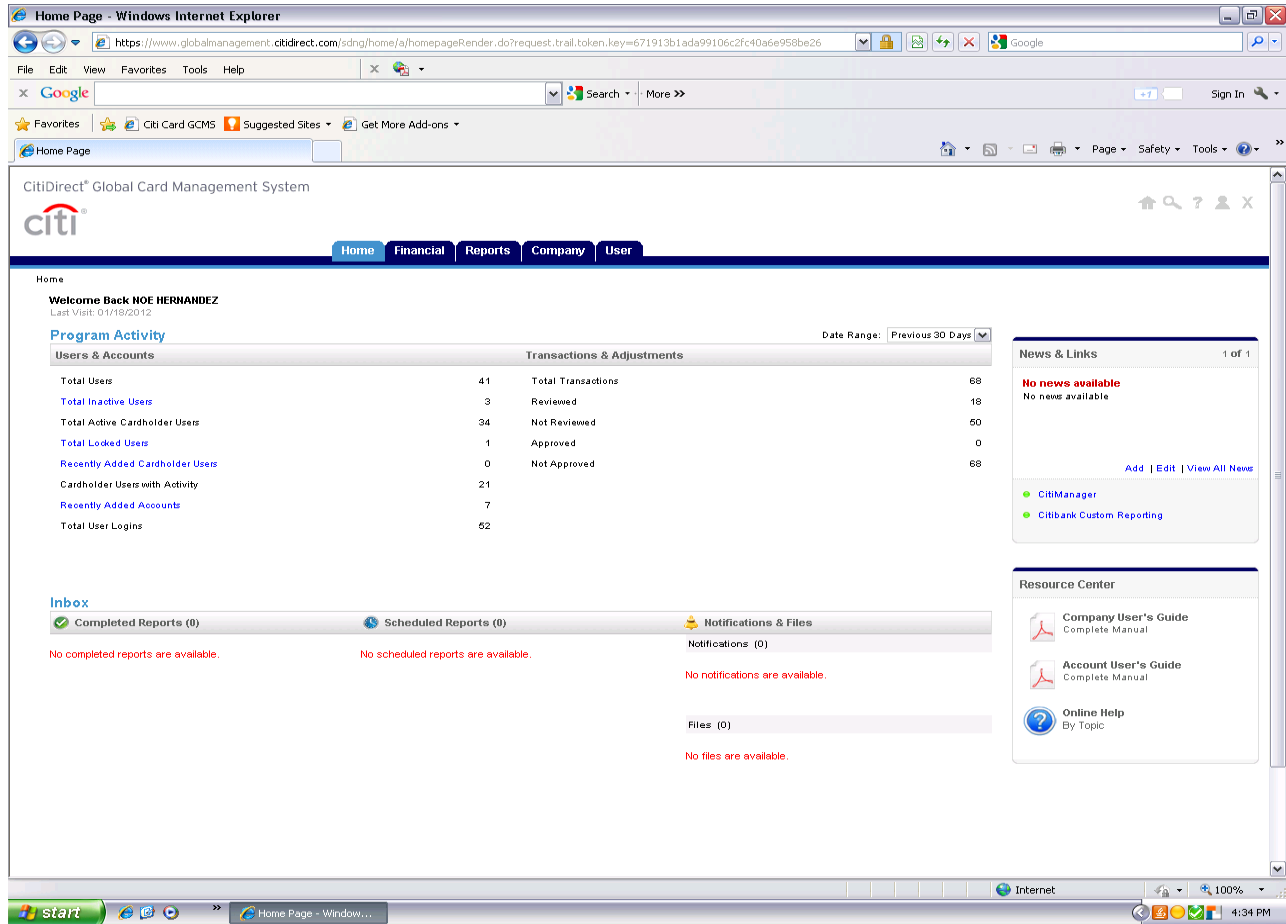 Home Page - Windows Internet Explorer
https://www.globalmanagement.citidirect.com/sdng/home/a/homepageRender.do?request.trail.token.key=671913b1ada99106c2fc40a6e958be26
Google
File Edit View Favorites Tools Help
x Google Search More >> +1 Sign In
Favorites Citi Card GCMS Suggested Sites Get More Add-ons
Home Page Page Safety Tools
CitiDirect® Global Card Management System
citi®
Home Financial Reports Company User
Home
Welcome Back NOE HERNANDEZ
Last Visit: 01/18/2012
Program Activity Date Range: Previous 30 Days
Users & Accounts Transactions & Adjustments
Total Users 41 Total Transactions 68
Total Inactive Users 3 Reviewed 18
Total Active Cardholder Users 34 Not Reviewed 50
Total Locked Users 1 Approved 0
Recently Added Cardholder Users 0 Not Approved 68
Cardholder Users with Activity 21
Recently Added Accounts 7
Total User Logins 52
News & Links 1 of 1
No news available
No news available
Add | Edit | View All News
CitiManager
Citibank Custom Reporting
Inbox
Completed Reports (0) Scheduled Reports (0) Notifications & Files
No completed reports are available. No scheduled reports are available.
Notifications (0)
No notifications are available.
Files (0)
No files are available.
Resource Center
Company User's Guide
Complete Manual
Account User's Guide
Complete Manual
Online Help
By Topic
Internet 100%
start Home Page - Window... 4:34 PM